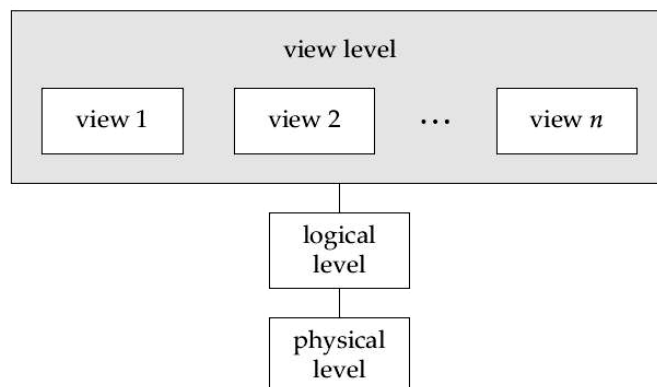 view level
view 1
view 2
...
view n
logical
level
physical
level